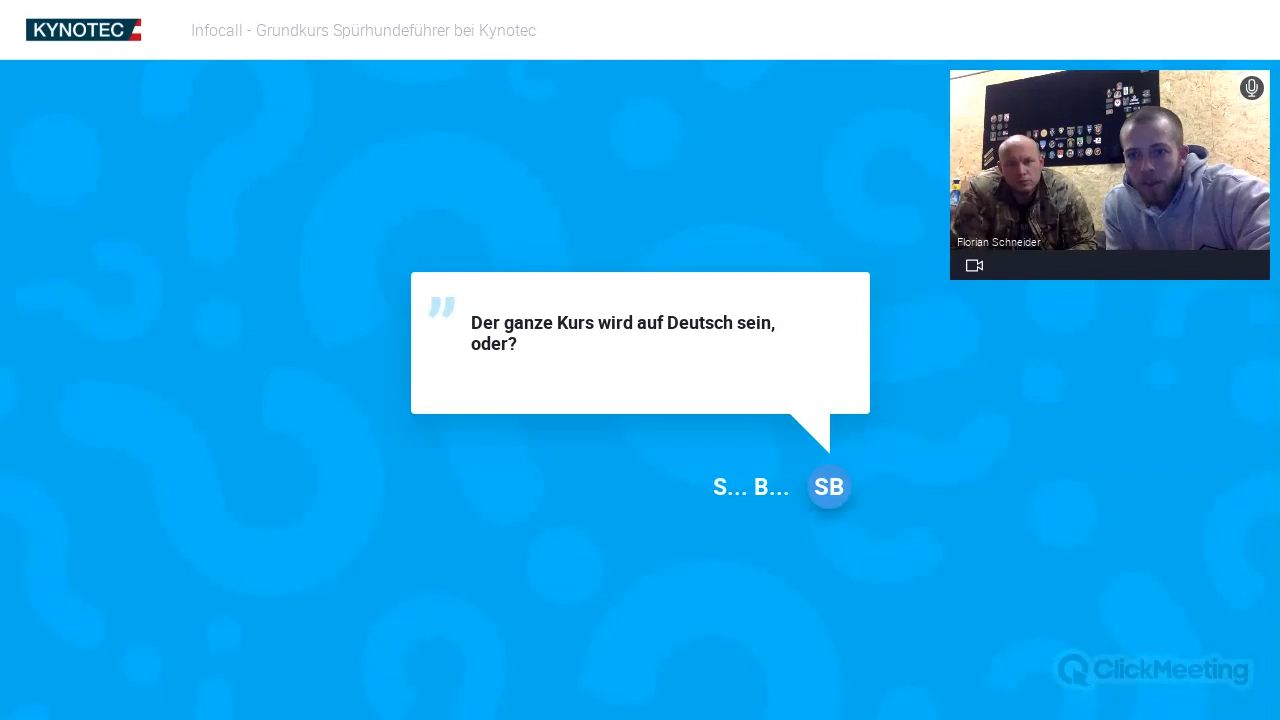 KYNOTEC
Infocall - Grundkurs Spürhundeführer bei Kynotec
Florian Schneider
Der ganze Kurs wird auf Deutsch sein,
oder?
S... B...
SB
ClickMeeting